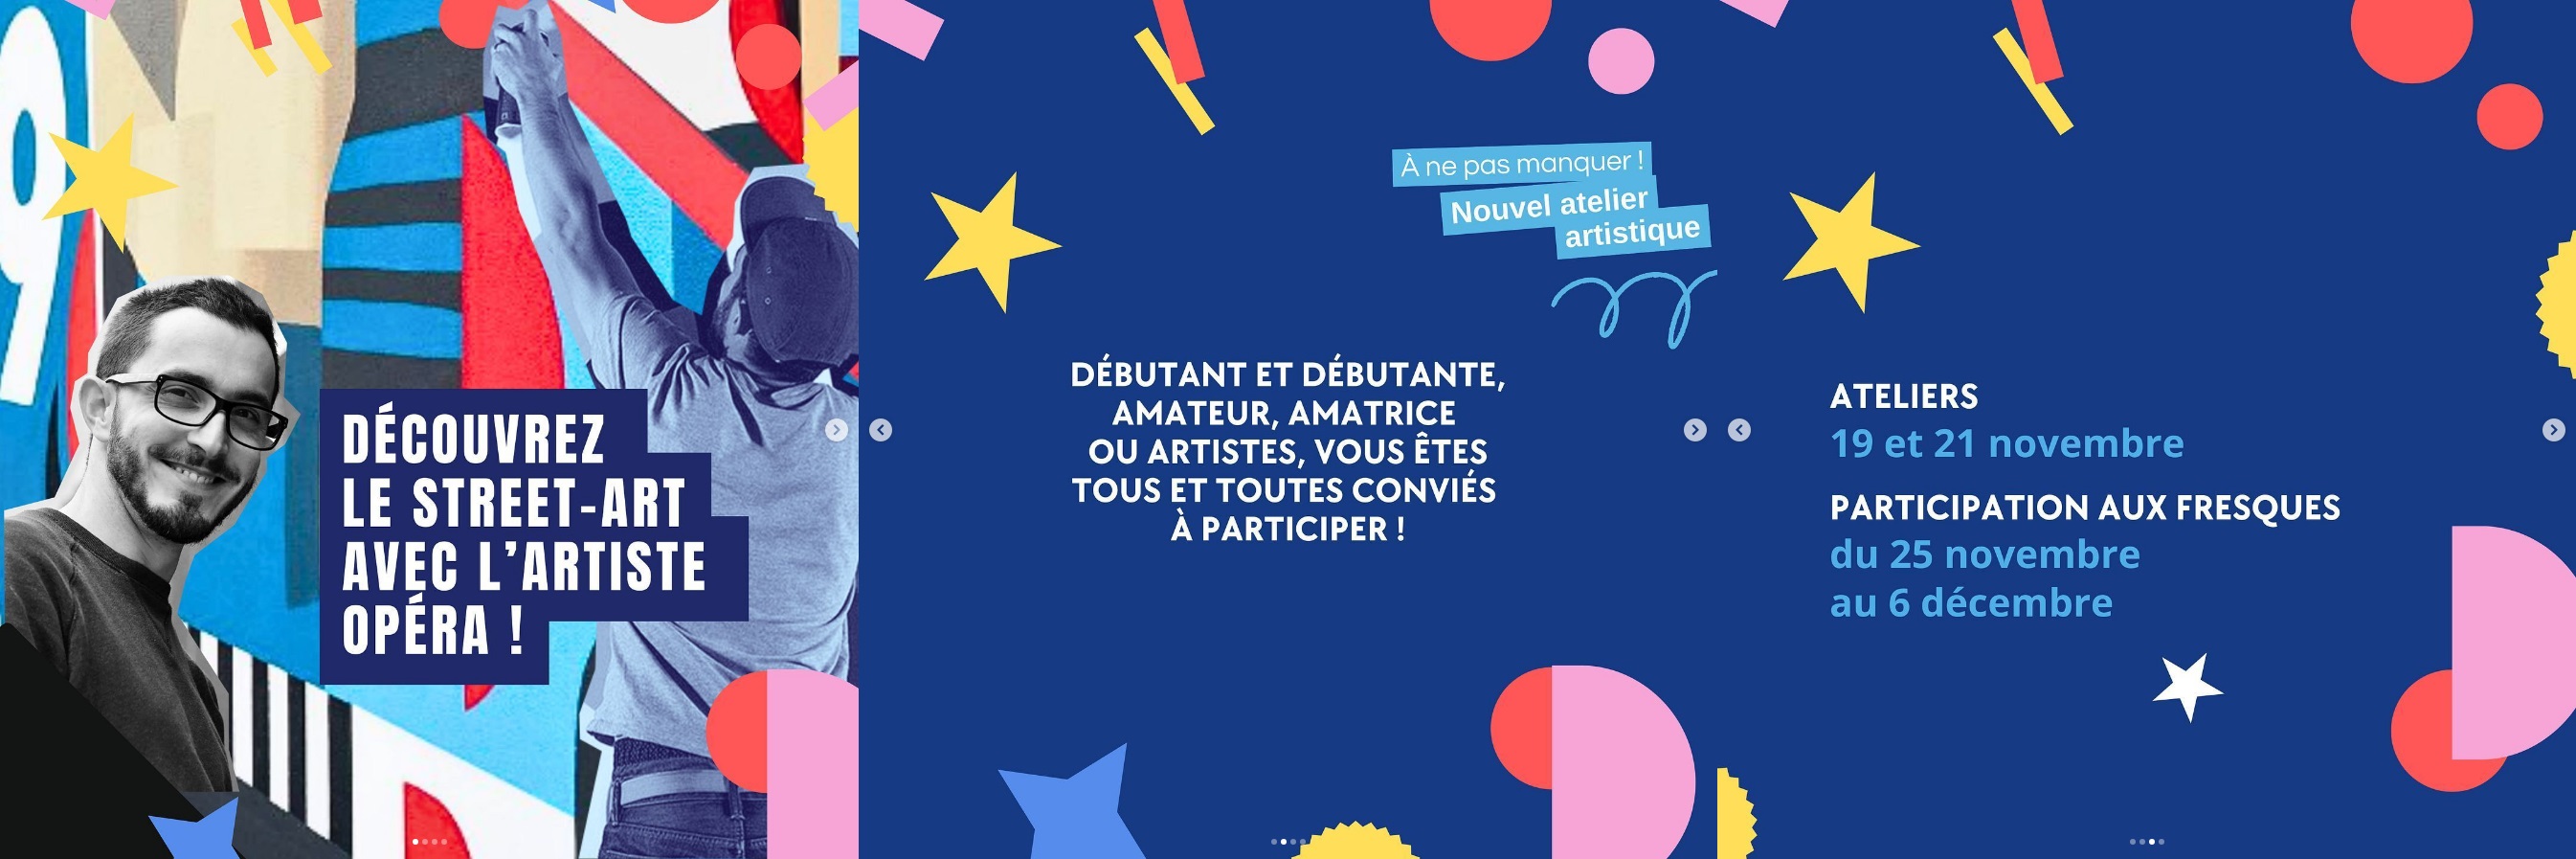 9
DÉCOUVREZ
LE STREET-ART
AVEC L’ARTISTE
OPÉRA !
À ne pas manquer !
Nouvel atelier
artistique
DÉBUTANT ET DÉBUTANTE,
AMATEUR, AMATRICE
OU ARTISTES, VOUS ÊTES
TOUS ET TOUTES CONVIÉS
À PARTICIPER !
ATELIERS
19 et 21 novembre
PARTICIPATION AUX FRESQUES
du 25 novembre
au 6 décembre